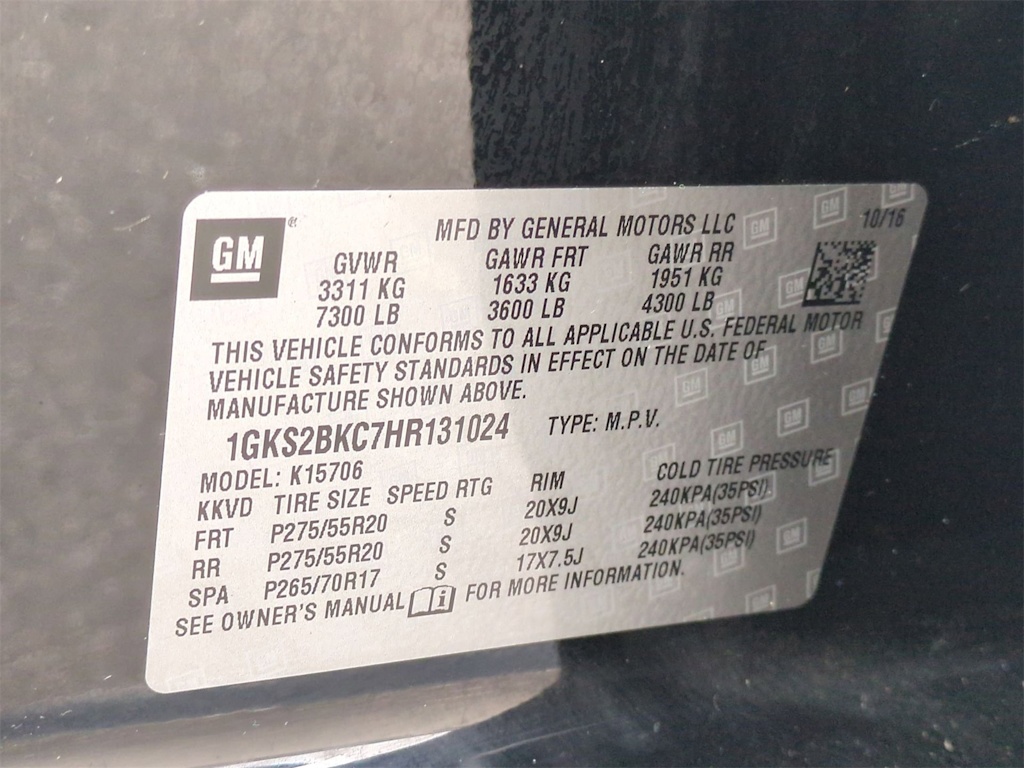 GM
MFD BY GENERAL MOTORS LLC 10/16
GVWR GAWR FRT GAWR RR
3311 KG 1633 KG 1951 KG
7300 LB 3600 LB 4300 LB
THIS VEHICLE CONFORMS TO ALL APPLICABLE U.S. FEDERAL MOTOR
VEHICLE SAFETY STANDARDS IN EFFECT ON THE DATE OF
MANUFACTURE SHOWN ABOVE.
1GKS2BKC7HR131024 TYPE: M.P.V.
MODEL: K15706
KKVD TIRE SIZE SPEED RTG RIM COLD TIRE PRESSURE
FRT P275/55R20 S 20X9J 240KPA(35PSI)
RR P275/55R20 S 20X9J 240KPA(35PSI)
SPA P265/70R17 S 17X7.5J 240KPA(35PSI)
SEE OWNER'S MANUAL i FOR MORE INFORMATION.